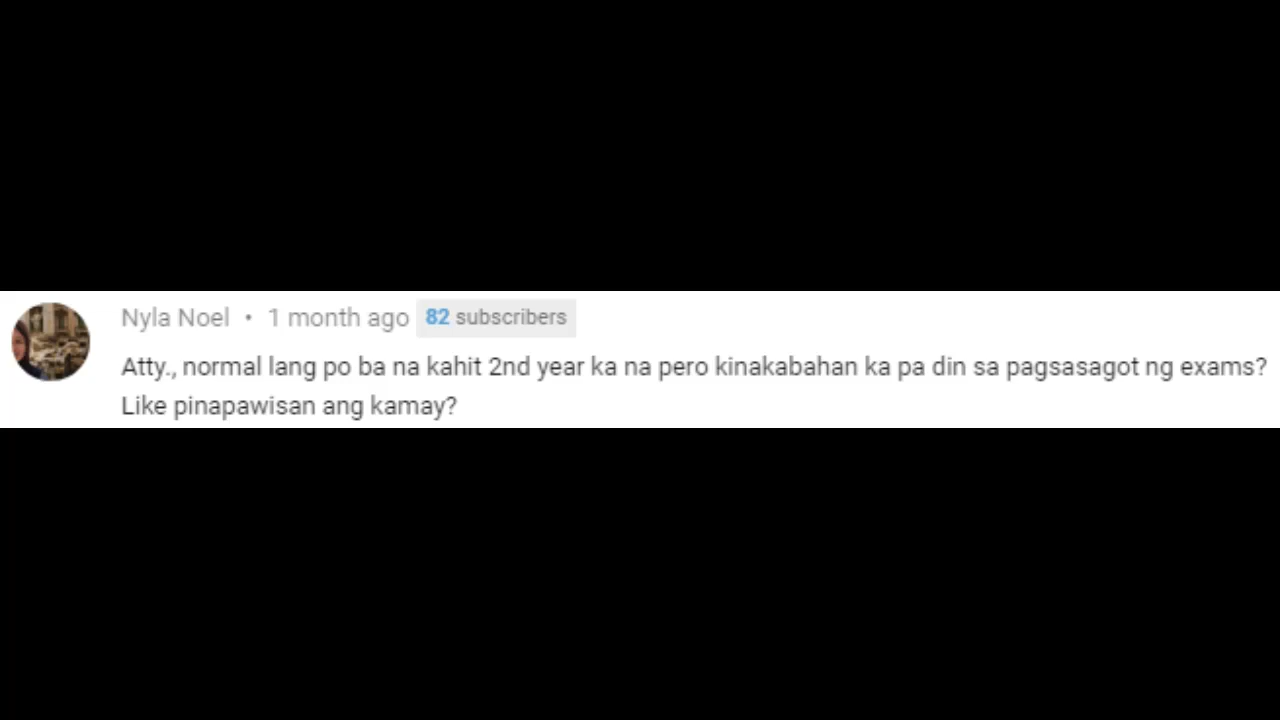 Nyla Noel • 1 month ago 82 subscribers
Atty., normal lang po ba na kahit 2nd year ka na pero kinakabahan ka pa din sa pagsasagot ng exams?
Like pinapawisan ang kamay?